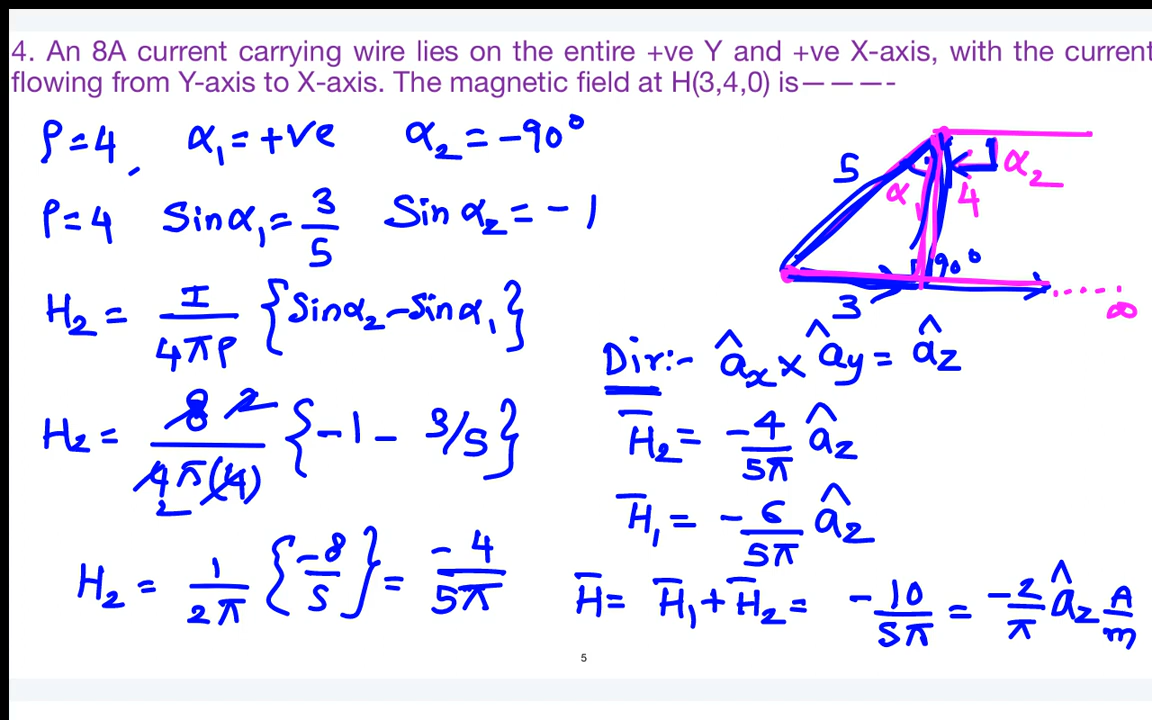 4. An 8A current carrying wire lies on the entire +ve Y and +ve X-axis, with the current
flowing from Y-axis to X-axis. The magnetic field at H(3,4,0) is————-
ρ=4, α₁=+ve α₂=-90°
ρ=4 Sinα₁=3/5 Sinα₂=-1
H₂= I/4πρ {Sinα₂-Sinα₁}
H₂= 8 2/4π(4) 2 {-1-3/5}
H₂= 1/2π {-8/5}= -4/5π
5 α 4 α₂
90°
3 ∞
Dir:- âx × ây = âz
H̅₂= -4/5π âz
H̅₁= -6/5π âz
H̅= H̅₁+H̅₂= -10/5π = -2/π âz A/m
5